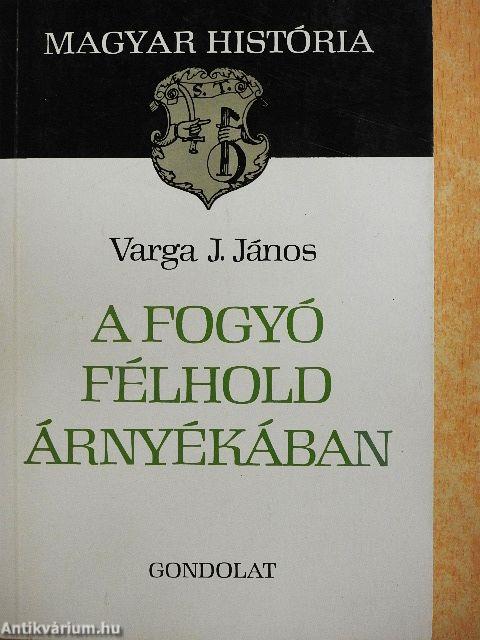 MAGYAR HISTÓRIA
S. T.
Varga J. János
A FOGYÓ
FÉLHOLD
ÁRNYÉKÁBAN
GONDOLAT
Antikvárium.hu